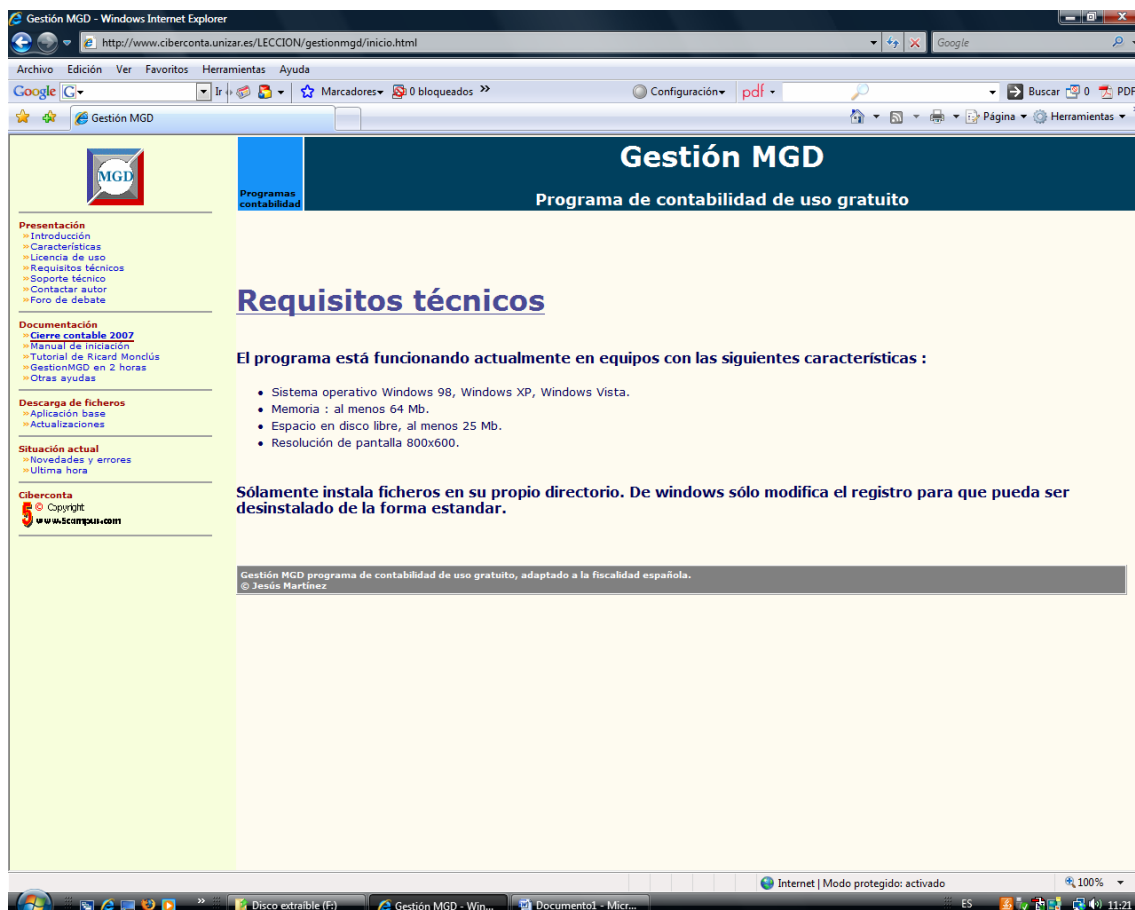 Gestión MGD - Windows Internet Explorer
http://www.ciberconta.unizar.es/LECCION/gestionmgd/inicio.html
Google
Archivo Edición Ver Favoritos Herramientas Ayuda
Google G Ir Marcadores 0 bloqueados Configuración pdf Buscar 0 PDF
Gestión MGD Página Herramientas
MGD
Presentación
Introducción
Características
Licencia de uso
Requisitos técnicos
Soporte técnico
Contactar autor
Foro de debate
Documentación
Cierre contable 2007
Manual de iniciación
Tutorial de Ricard Monclús
GestionMGD en 2 horas
Otras ayudas
Descarga de ficheros
Aplicación base
Actualizaciones
Situación actual
Novedades y errores
Ultima hora
Ciberconta
5 © Copyright
www.5campus.com
Programas
contabilidad
Gestión MGD
Programa de contabilidad de uso gratuito
Requisitos técnicos
El programa está funcionando actualmente en equipos con las siguientes características :
• Sistema operativo Windows 98, Windows XP, Windows Vista.
• Memoria : al menos 64 Mb.
• Espacio en disco libre, al menos 25 Mb.
• Resolución de pantalla 800x600.
Sólamente instala ficheros en su propio directorio. De windows sólo modifica el registro para que pueda ser
desinstalado de la forma estandar.
Gestión MGD programa de contabilidad de uso gratuito, adaptado a la fiscalidad española.
© Jesús Martínez
Internet | Modo protegido: activado 100%
Disco extraíble (F:) Gestión MGD - Win... Documento1 - Micr... ES 11:21